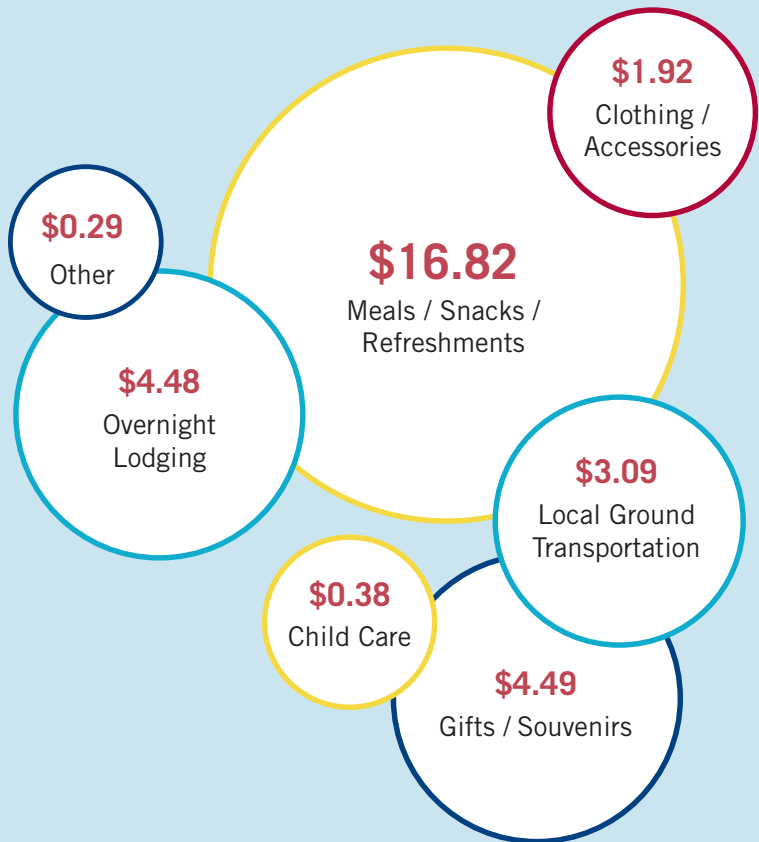 $1.92
Clothing /
Accessories
$0.29
Other
$16.82
Meals / Snacks /
Refreshments
$4.48
Overnight
Lodging
$3.09
Local Ground
Transportation
$0.38
Child Care
$4.49
Gifts / Souvenirs